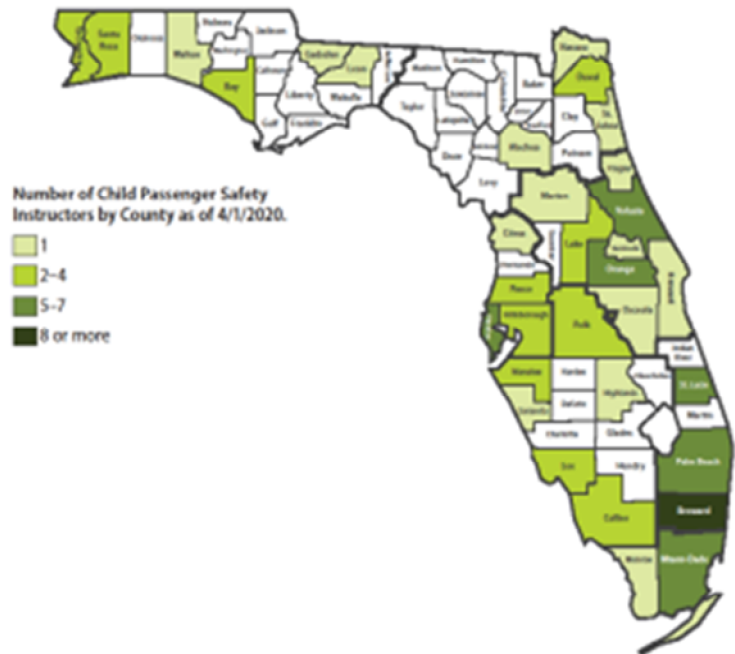 Number of Child Passenger Safety
Instructors by County as of 4/1/2020.
1
2–4
5–7
8 or more
Santa
Rosa
Walton
Holmes
Washington
Jackson
Bay
Calhoun
Gulf
Liberty
Franklin
Gadsden
Leon
Wakulla
Taylor
Madison
Hamilton
Lafayette
Dixie
Columbia
Baker
Nassau
Duval
Clay
St.
Johns
Putnam
Alachua
Levy
Marion
Flagler
Volusia
Citrus
Sumter
Lake
Orange
Pasco
Hillsborough
Polk
Osceola
Brevard
Indian
River
Manatee
Hardee
Highlands
St. Lucie
Sarasota
DeSoto
Martin
Charlotte
Glades
Lee
Hendry
Palm Beach
Collier
Broward
Monroe
Miami-Dade